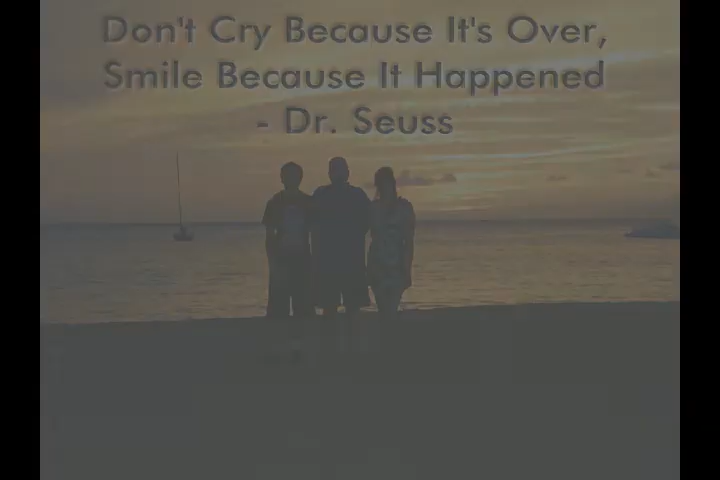 Don't Cry Because It's Over,
Smile Because It Happened
- Dr. Seuss